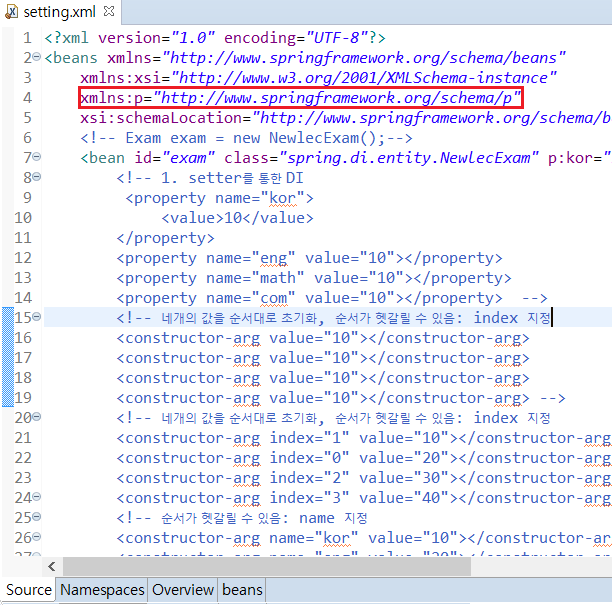 setting.xml
1 <?xml version="1.0" encoding="UTF-8"?>
2 <beans xmlns="http://www.springframework.org/schema/beans"
3 xmlns:xsi="http://www.w3.org/2001/XMLSchema-instance"
4 xmlns:p="http://www.springframework.org/schema/p"
5 xsi:schemaLocation="http://www.springframework.org/schema/b
6 <!-- Exam exam = new NewlecExam();-->
7 <bean id="exam" class="spring.di.entity.NewlecExam" p:kor="
8 <!-- 1. setter를 통한 DI
9 <property name="kor">
10 <value>10</value>
11 </property>
12 <property name="eng" value="10"></property>
13 <property name="math" value="10"></property>
14 <property name="com" value="10"></property> -->
15 <!-- 네개의 값을 순서대로 초기화, 순서가 헷갈릴 수 있음: index 지정
16 <constructor-arg value="10"></constructor-arg>
17 <constructor-arg value="10"></constructor-arg>
18 <constructor-arg value="10"></constructor-arg>
19 <constructor-arg value="10"></constructor-arg> -->
20 <!-- 네개의 값을 순서대로 초기화, 순서가 헷갈릴 수 있음: index 지정
21 <constructor-arg index="1" value="10"></constructor-arg
22 <constructor-arg index="0" value="20"></constructor-arg
23 <constructor-arg index="2" value="30"></constructor-arg
24 <constructor-arg index="3" value="40"></constructor-arg
25 <!-- 순서가 헷갈릴 수 있음: name 지정
26 <constructor-arg name="kor" value="10"></constructor-ar
Source Namespaces Overview beans